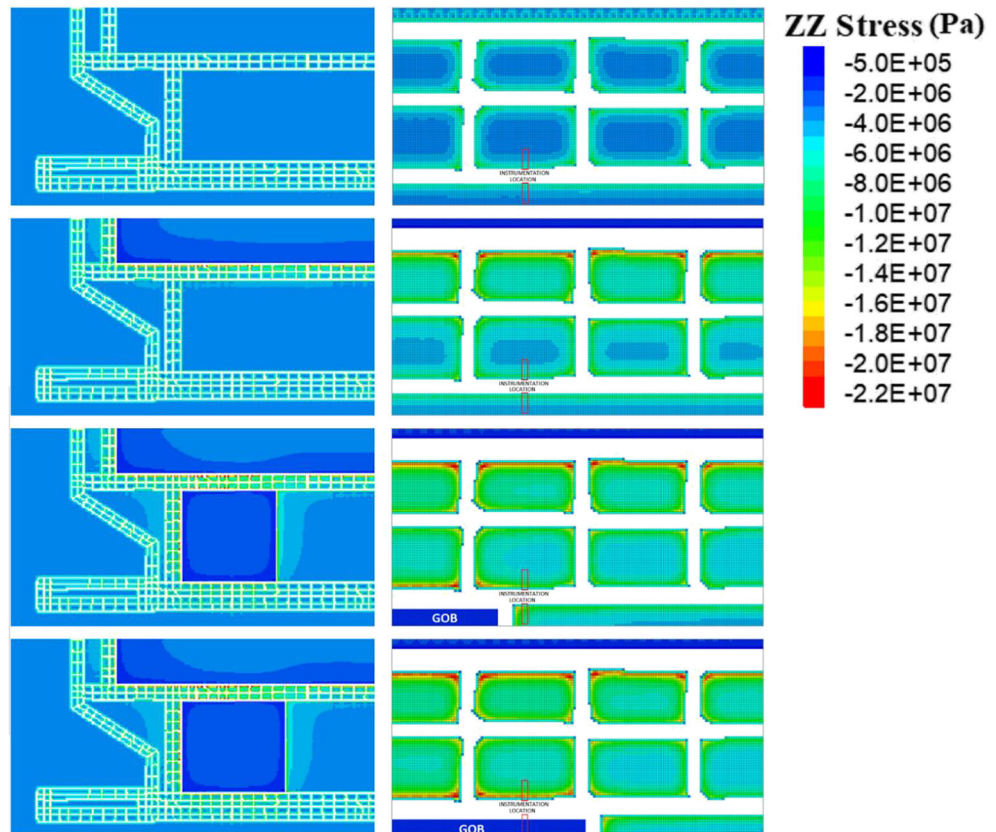 ZZ Stress (Pa)
-5.0E+05
-2.0E+06
-4.0E+06
-6.0E+06
-8.0E+06
-1.0E+07
-1.2E+07
-1.4E+07
-1.6E+07
-1.8E+07
-2.0E+07
-2.2E+07
INSTRUMENTATION
LOCATION
INSTRUMENTATION
LOCATION
INSTRUMENTATION
LOCATION
GOB
INSTRUMENTATION
LOCATION
GOB